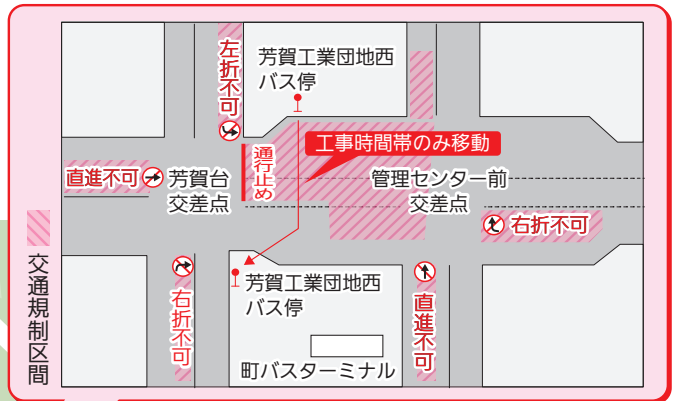 左折不可
芳賀工業団地西
バス停
工事時間帯のみ移動
通行止め
直進不可
芳賀台
交差点
管理センター前
交差点
右折不可
交通規制区間
右折不可
芳賀工業団地西
バス停
直進不可
町バスターミナル